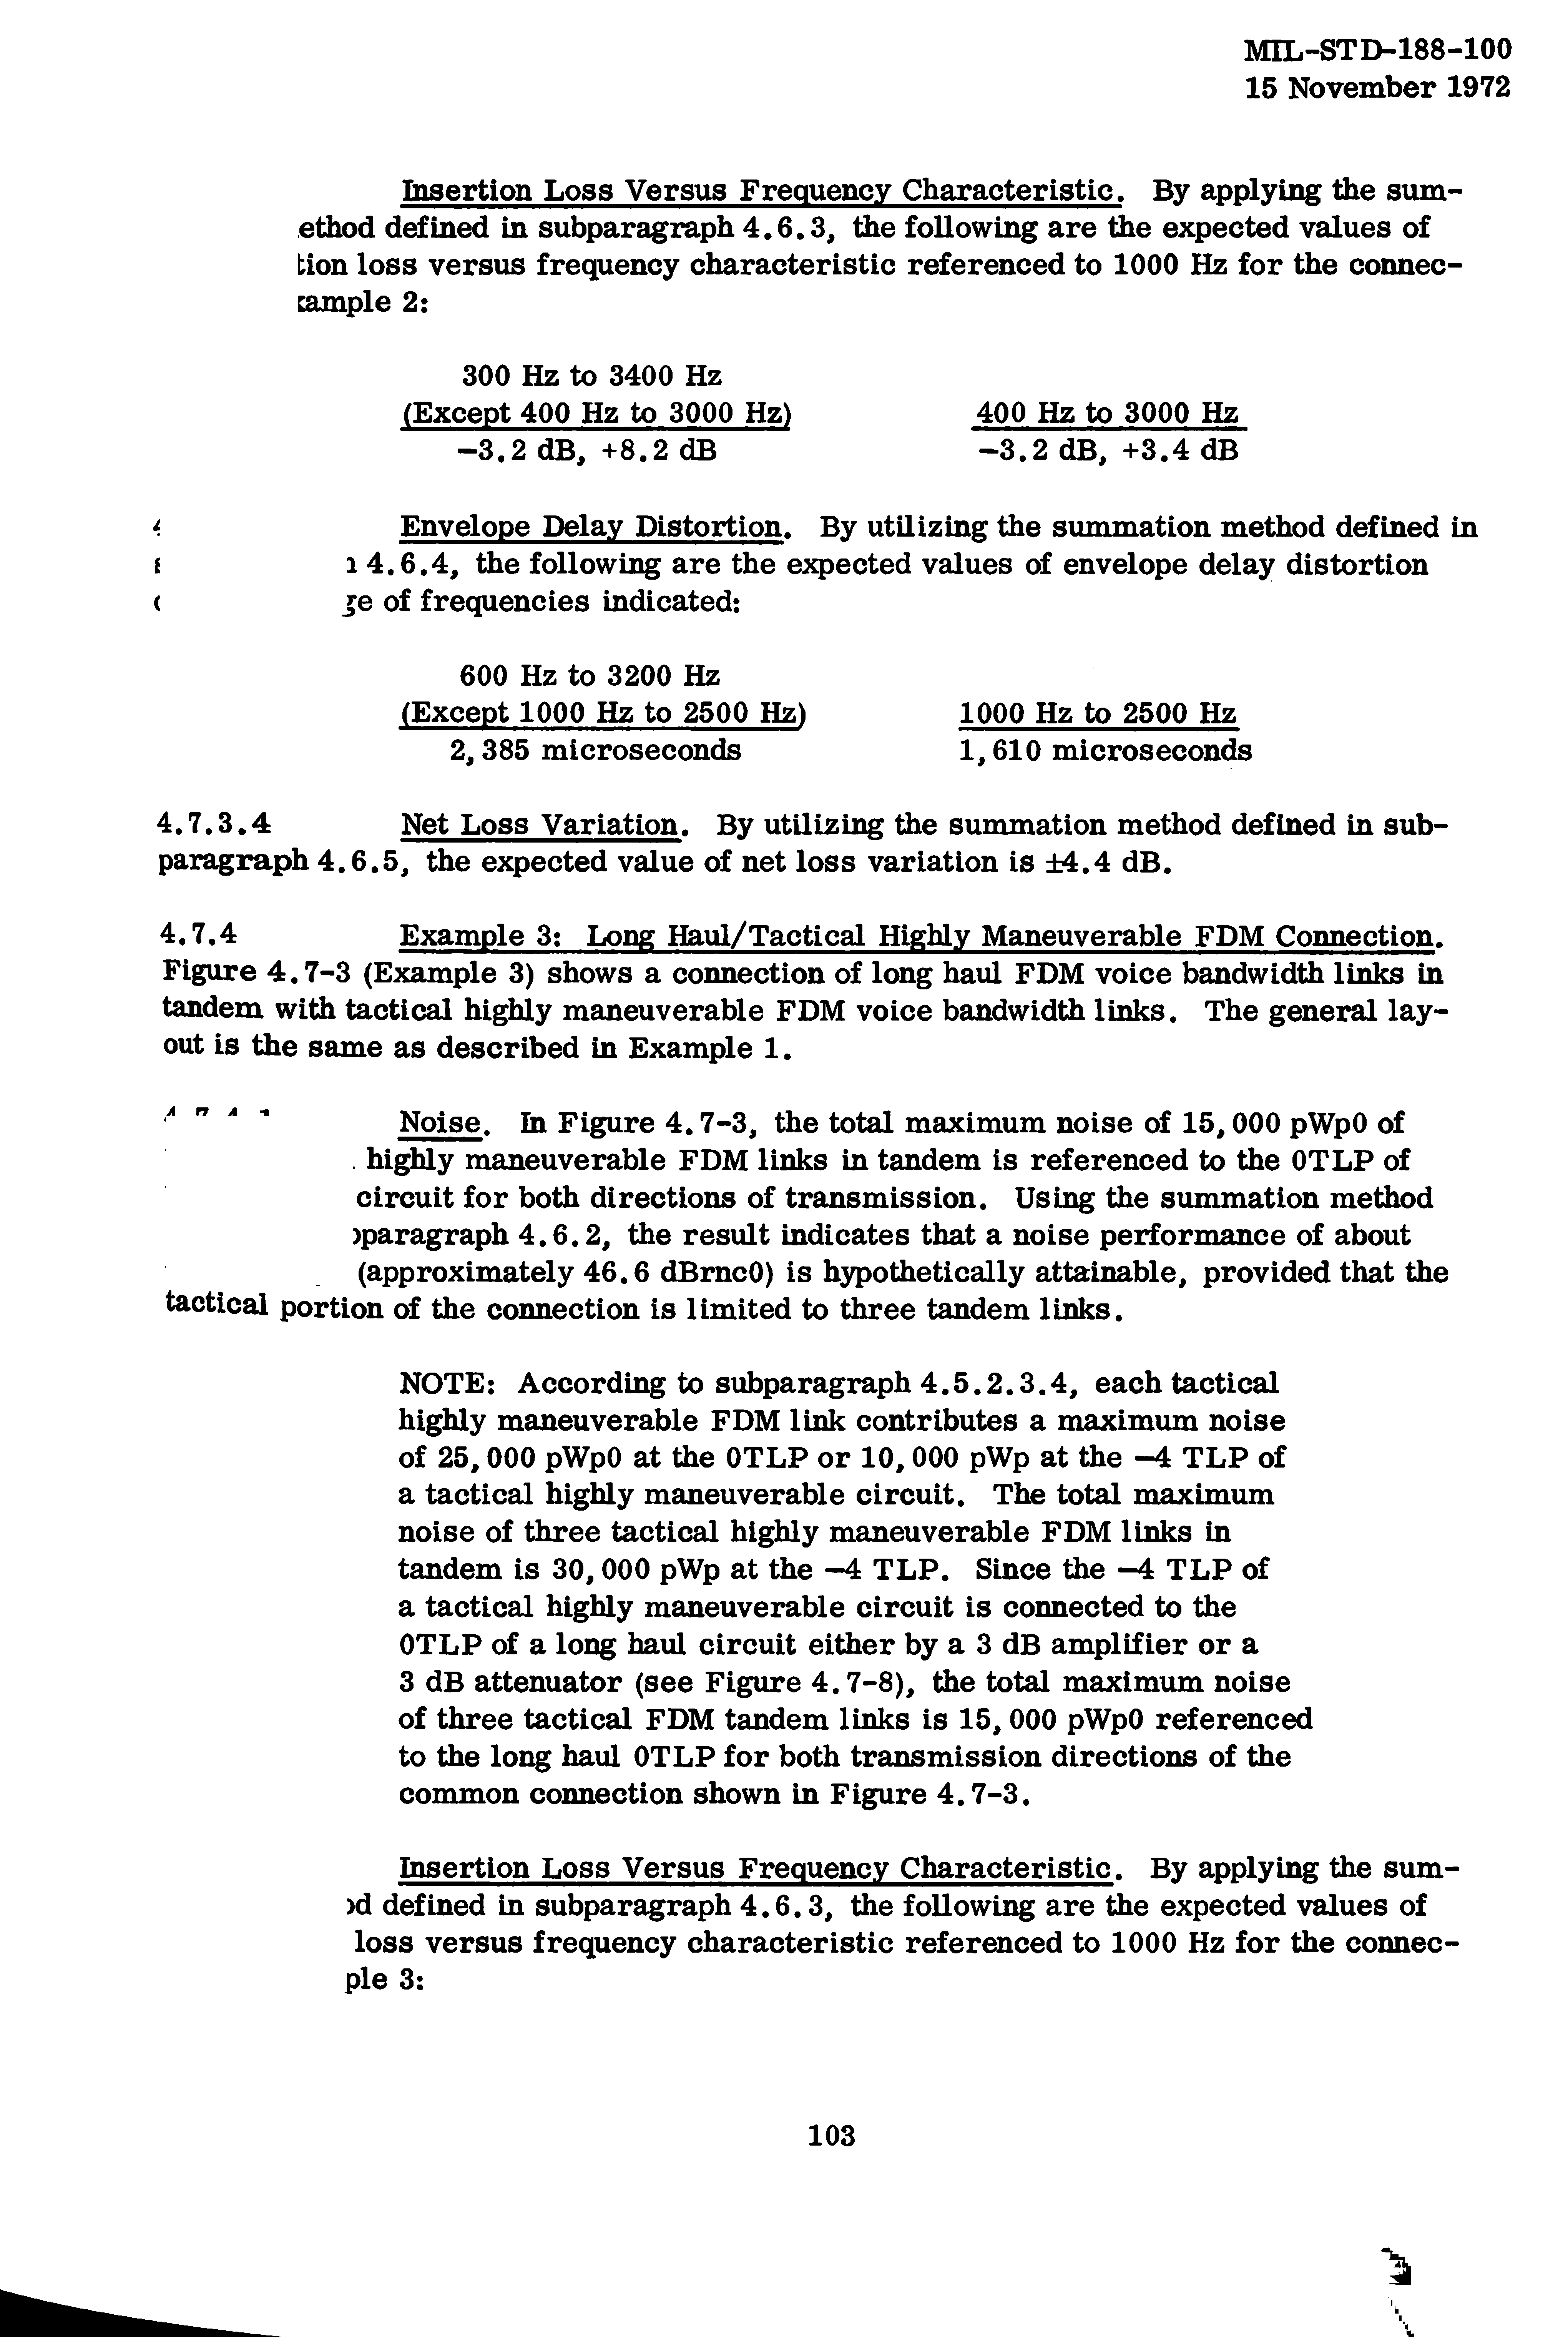 MIL-STD-188-100
15 November 1972
Insertion Loss Versus Frequency Characteristic. By applying the sum-
ethod defined in subparagraph 4.6.3, the following are the expected values of
tion loss versus frequency characteristic referenced to 1000 Hz for the connec-
ample 2:
300 Hz to 3400 Hz
(Except 400 Hz to 3000 Hz) 400 Hz to 3000 Hz
-3.2 dB, +8.2 dB -3.2 dB, +3.4 dB
Envelope Delay Distortion. By utilizing the summation method defined in
4.6.4, the following are the expected values of envelope delay distortion
ge of frequencies indicated:
600 Hz to 3200 Hz
(Except 1000 Hz to 2500 Hz) 1000 Hz to 2500 Hz
2,385 microseconds 1,610 microseconds
4.7.3.4 Net Loss Variation. By utilizing the summation method defined in sub-
paragraph 4.6.5, the expected value of net loss variation is ±4.4 dB.
4.7.4 Example 3: Long Haul/Tactical Highly Maneuverable FDM Connection.
Figure 4.7-3 (Example 3) shows a connection of long haul FDM voice bandwidth links in
tandem with tactical highly maneuverable FDM voice bandwidth links. The general lay-
out is the same as described in Example 1.
Noise. In Figure 4.7-3, the total maximum noise of 15,000 pWp0 of
highly maneuverable FDM links in tandem is referenced to the 0TLP of
circuit for both directions of transmission. Using the summation method
paragraph 4.6.2, the result indicates that a noise performance of about
(approximately 46.6 dBrnc0) is hypothetically attainable, provided that the
tactical portion of the connection is limited to three tandem links.
NOTE: According to subparagraph 4.5.2.3.4, each tactical
highly maneuverable FDM link contributes a maximum noise
of 25,000 pWp0 at the 0TLP or 10,000 pWp at the -4 TLP of
a tactical highly maneuverable circuit. The total maximum
noise of three tactical highly maneuverable FDM links in
tandem is 30,000 pWp at the -4 TLP. Since the -4 TLP of
a tactical highly maneuverable circuit is connected to the
0TLP of a long haul circuit either by a 3 dB amplifier or a
3 dB attenuator (see Figure 4.7-8), the total maximum noise
of three tactical FDM tandem links is 15,000 pWp0 referenced
to the long haul 0TLP for both transmission directions of the
common connection shown in Figure 4.7-3.
Insertion Loss Versus Frequency Characteristic. By applying the sum-
d defined in subparagraph 4.6.3, the following are the expected values of
loss versus frequency characteristic referenced to 1000 Hz for the connec-
ple 3:
103